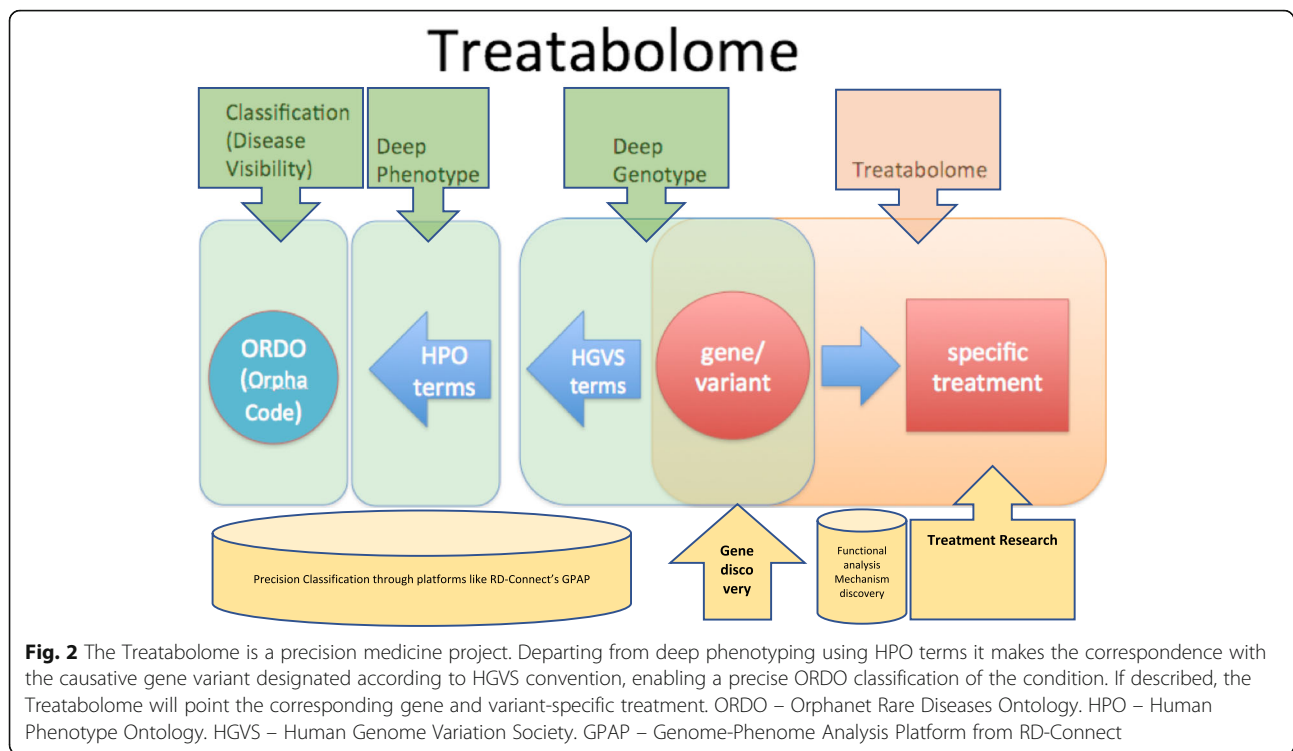 Treatabolome
Classification
(Disease
Visibility)
Deep
Phenotype
Deep
Genotype
Treatabolome
ORDO
(Orpha
Code)
HPO
terms
HGVS
terms
gene/
variant
specific
treatment
Precision Classification through platforms like RD-Connect's GPAP
Gene
disco
very
Functional
analysis
Mechanism
discovery
Treatment Research
Fig. 2 The Treatabolome is a precision medicine project. Departing from deep phenotyping using HPO terms it makes the correspondence with
the causative gene variant designated according to HGVS convention, enabling a precise ORDO classification of the condition. If described, the
Treatabolome will point the corresponding gene and variant-specific treatment. ORDO – Orphanet Rare Diseases Ontology. HPO – Human
Phenotype Ontology. HGVS – Human Genome Variation Society. GPAP – Genome-Phenome Analysis Platform from RD-Connect